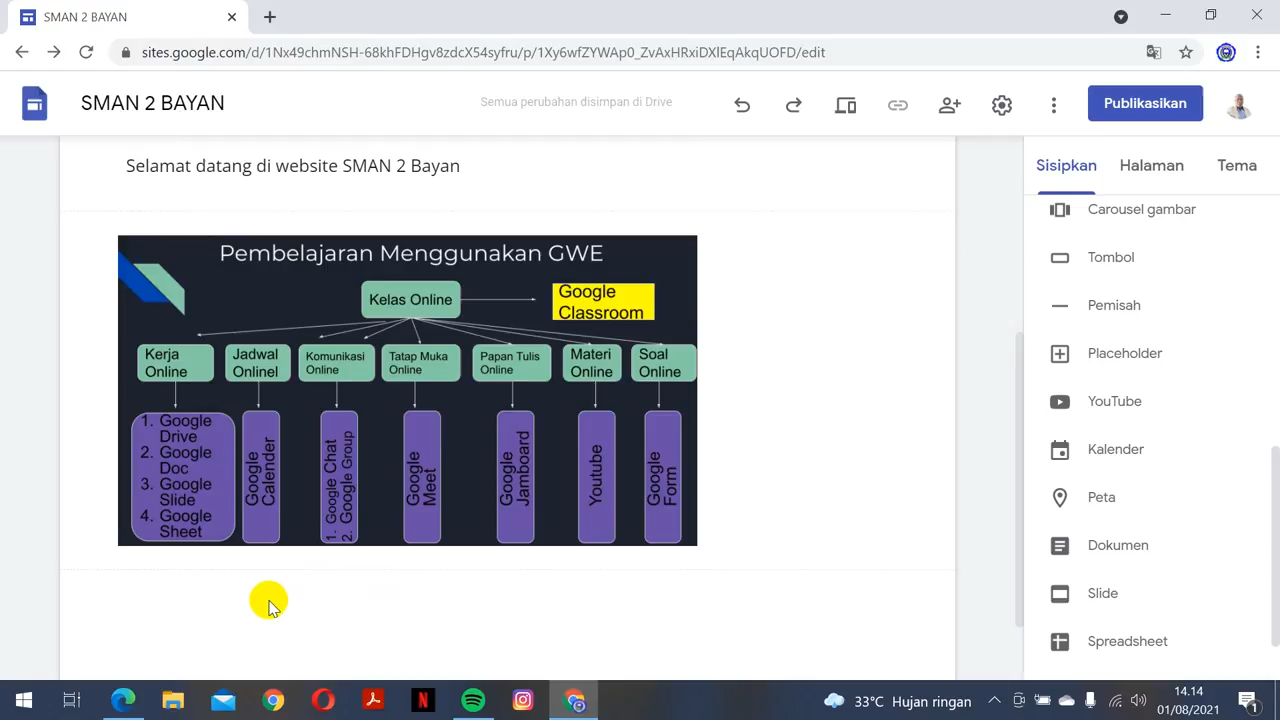 SMAN 2 BAYAN
sites.google.com/d/1Nx49chmNSH-68khFDHgv8zdcX54syfru/p/1Xy6wfZYWAp0_ZvAxHRxiDXlEqAkqUOFD/edit
SMAN 2 BAYAN
Semua perubahan disimpan di Drive
Publikasikan
Selamat datang di website SMAN 2 Bayan
Sisipkan
Halaman
Tema
Carousel gambar
Tombol
Pemisah
Placeholder
YouTube
Kalender
Peta
Dokumen
Slide
Spreadsheet
Pembelajaran Menggunakan GWE
Kelas Online
Google
Classroom
Kerja
Online
Jadwal
Onlinel
Komunikasi
Online
Tatap Muka
Online
Papan Tulis
Online
Materi
Online
Soal
Online
1. Google
Drive
2. Google
Doc
3. Google
Slide
4. Google
Sheet
Google
Calender
1. Google Chat
2. Google Group
Google
Meet
Google
Jamboard
Youtube
Google
Form
33°C Hujan ringan
14.14
01/08/2021
1